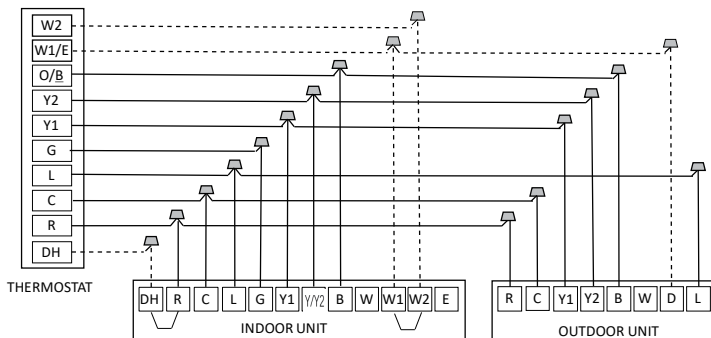 W2
W1/E
O/B
Y2
Y1
G
L
C
R
DH
THERMOSTAT
DH R C L G Y1 Y/Y2 B W W1 W2 E
INDOOR UNIT
R C Y1 Y2 B W D L
OUTDOOR UNIT